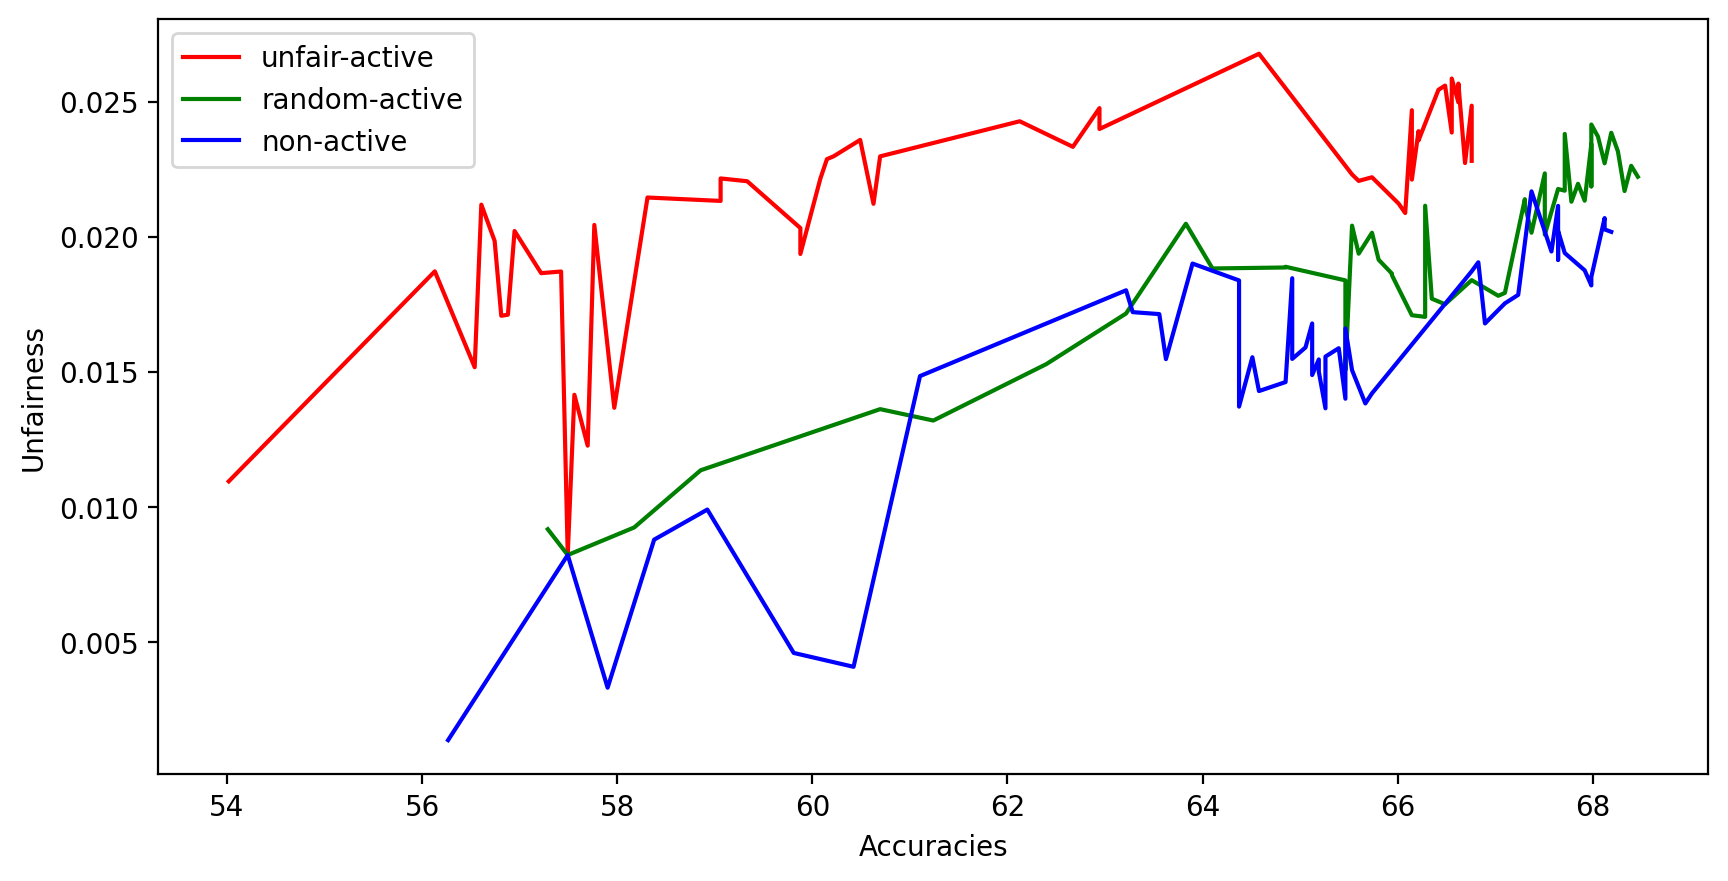 unfair-active
random-active
non-active
0.025
0.020
0.015
0.010
0.005
Unfairness
54 56 58 60 62 64 66 68
Accuracies